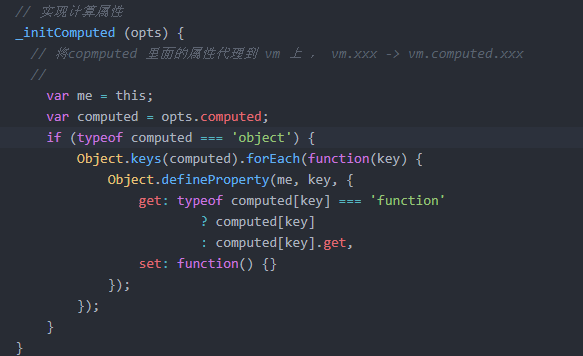 // 实现计算属性
_initComputed (opts) {
// 将copmputed 里面的属性代理到 vm 上 ， vm.xxx -> vm.computed.xxx
//
var me = this;
var computed = opts.computed;
if (typeof computed === 'object') {
Object.keys(computed).forEach(function(key) {
Object.defineProperty(me, key, {
get: typeof computed[key] === 'function'
? computed[key]
: computed[key].get,
set: function() {}
});
});
}
}